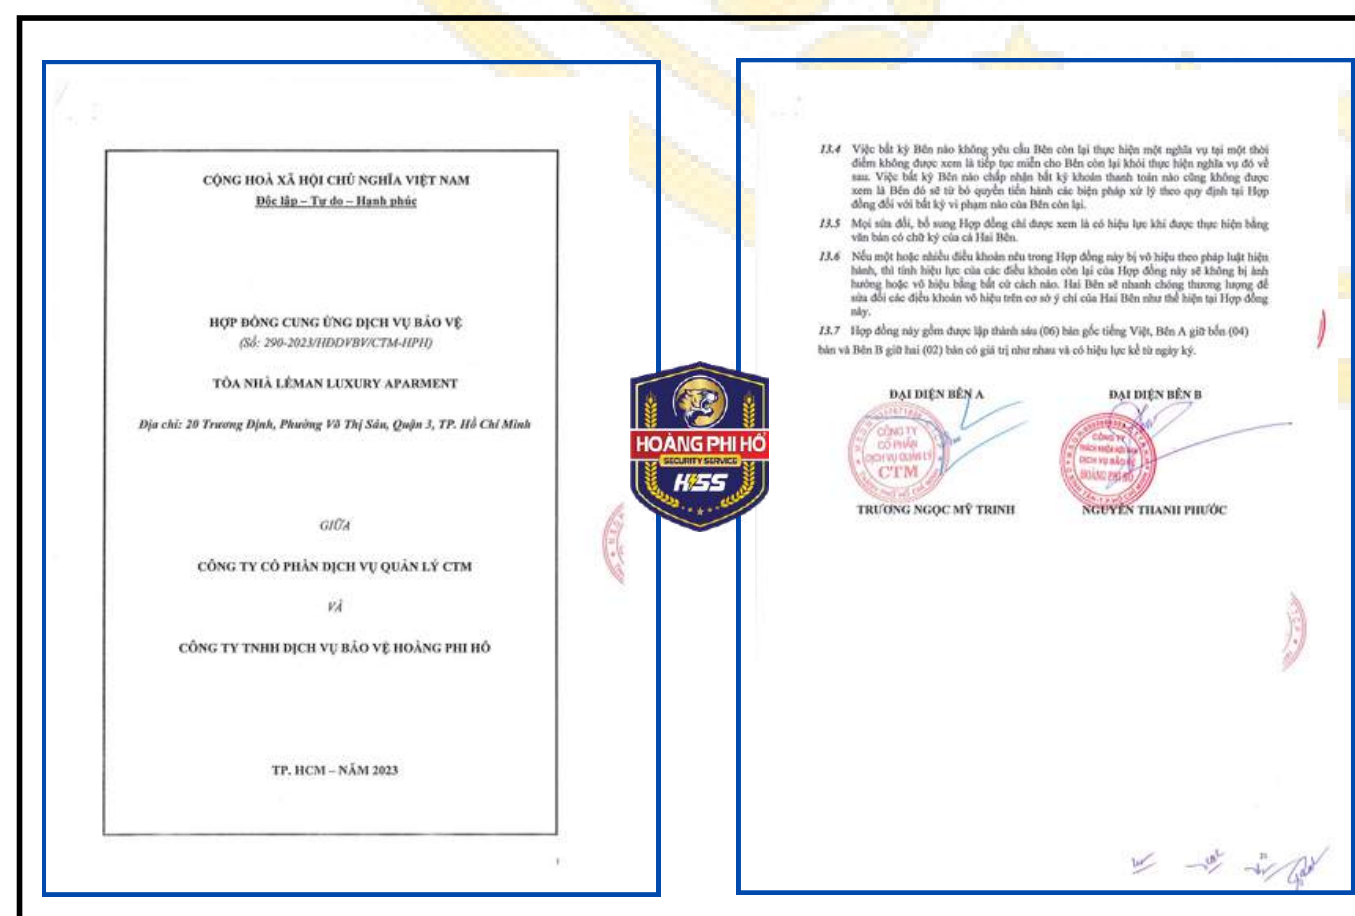 CỘNG HOÀ XÃ HỘI CHỦ NGHĨA VIỆT NAM
Độc lập – Tự do – Hạnh phúc
HỢP ĐỒNG CUNG ỨNG DỊCH VỤ BẢO VỆ
(Số: 290-2023/HĐDVBV/CTM-HPH)
TÒA NHÀ LÉMAN LUXURY APARMENT
Địa chỉ: 20 Trương Định, Phường Võ Thị Sáu, Quận 3, TP. Hồ Chí Minh
GIỮA
CÔNG TY CỔ PHẦN DỊCH VỤ QUẢN LÝ CTM
VÀ
CÔNG TY TNHH DỊCH VỤ BẢO VỆ HOÀNG PHI HỔ
TP. HCM – NĂM 2023
1
HOÀNG PHI HỔ
SECURITY SERVICE
HSS
13.4 Việc bất kỳ Bên nào không yêu cầu Bên còn lại thực hiện một nghĩa vụ tại một thời
điểm không được xem là tiếp tục miễn cho Bên còn lại khỏi thực hiện nghĩa vụ đó về
sau. Việc bất kỳ Bên nào chấp nhận bất kỳ khoản thanh toán nào cũng không được
xem là Bên đó sẽ từ bỏ quyền tiến hành các biện pháp xử lý theo quy định tại Hợp
đồng đối với bất kỳ vi phạm nào của Bên còn lại.
13.5 Mọi sửa đổi, bổ sung Hợp đồng chỉ được xem là có hiệu lực khi được thực hiện bằng
văn bản có chữ ký của cả Hai Bên.
13.6 Nếu một hoặc nhiều điều khoản nêu trong Hợp đồng này bị vô hiệu theo pháp luật hiện
hành, thì tính hiệu lực của các điều khoản còn lại của Hợp đồng này sẽ không bị ảnh
hưởng hoặc vô hiệu bằng bất cứ cách nào. Hai Bên sẽ nhanh chóng thương lượng để
sửa đổi các điều khoản vô hiệu trên cơ sở ý chí của Hai Bên như thể hiện tại Hợp đồng
này.
13.7 Hợp đồng này gồm được lập thành sáu (06) bản gốc tiếng Việt, Bên A giữ bốn (04)
bản và Bên B giữ hai (02) bản có giá trị như nhau và có hiệu lực kể từ ngày ký.
ĐẠI DIỆN BÊN A
ĐẠI DIỆN BÊN B
CÔNG TY
CỔ PHẦN
DỊCH VỤ QUẢN LÝ
CTM
CÔNG TY
TRÁCH NHIỆM HỮU HẠN
DỊCH VỤ BẢO VỆ
HOÀNG PHI HỔ
TRƯƠNG NGỌC MỸ TRINH
NGUYỄN THANH PHƯỚC